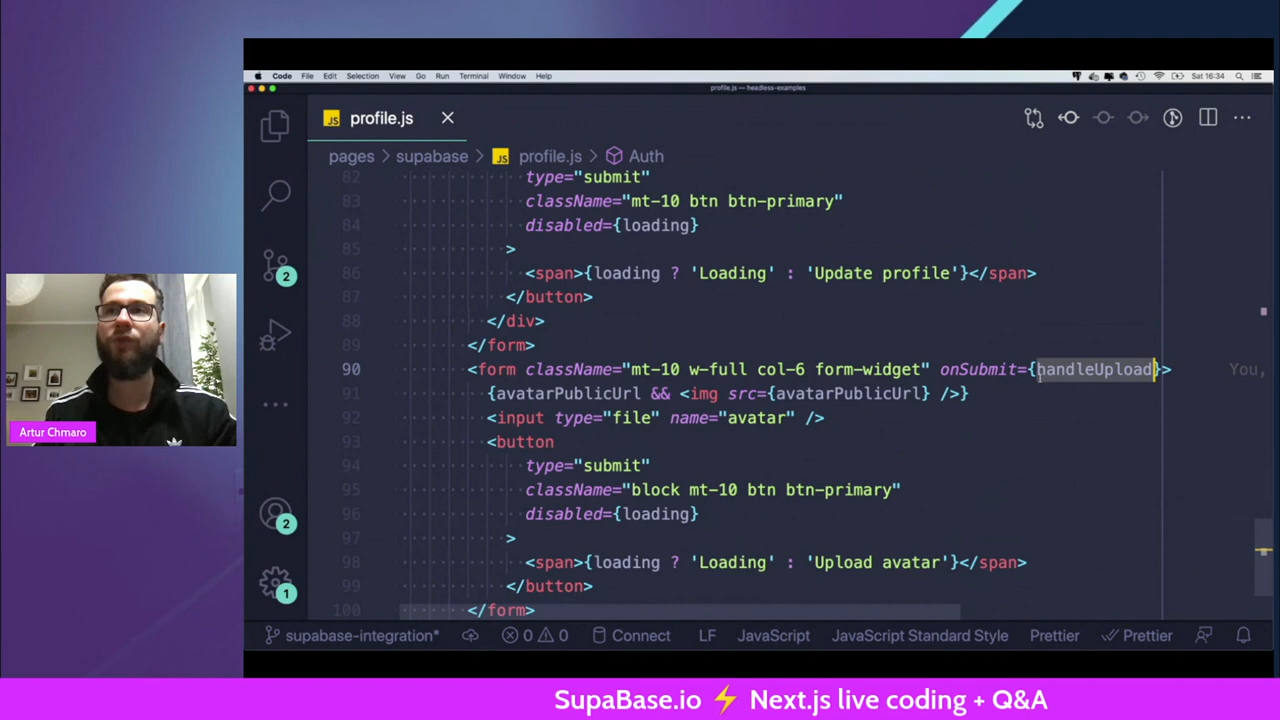 Code File Edit Selection View Go Run Terminal Window Help Sat 16:34
profile.js — headless-examples
JS profile.js
pages > supabase > JS profile.js > Auth
82 type="submit"
83 className="mt-10 btn btn-primary"
84 disabled={loading}
85 >
86 <span>{loading ? 'Loading' : 'Update profile'}</span>
87 </button>
88 </div>
89 </form>
90 <form className="mt-10 w-full col-6 form-widget" onSubmit={handleUpload}> You,
91 {avatarPublicUrl && <img src={avatarPublicUrl} />}
92 <input type="file" name="avatar" />
93 <button
94 type="submit"
95 className="block mt-10 btn btn-primary"
96 disabled={loading}
97 >
98 <span>{loading ? 'Loading' : 'Upload avatar'}</span>
99 </button>
100 </form>
2
2
1
supabase-integration* 0 0 Connect LF JavaScript JavaScript Standard Style Prettier Prettier
Artur Chmaro
SupaBase.io ⚡ Next.js live coding + Q&A